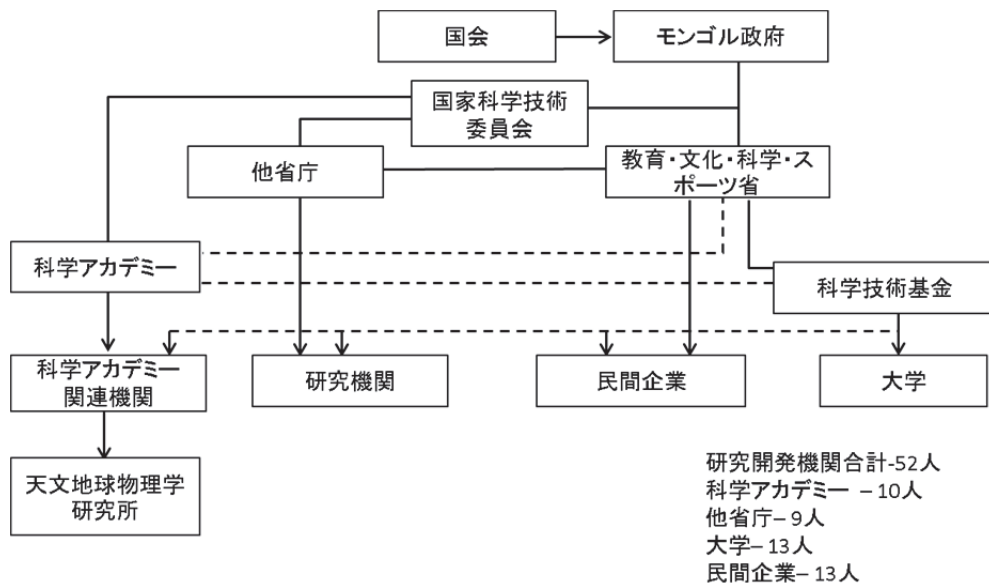 国会
モンゴル政府
国家科学技術
委員会
他省庁
教育・文化・科学・ス
ポーツ省
科学アカデミー
科学技術基金
科学アカデミー
関連機関
研究機関
民間企業
大学
天文地球物理学
研究所
研究開発機関合計-52人
科学アカデミー – 10人
他省庁– 9人
大学– 13人
民間企業– 13人